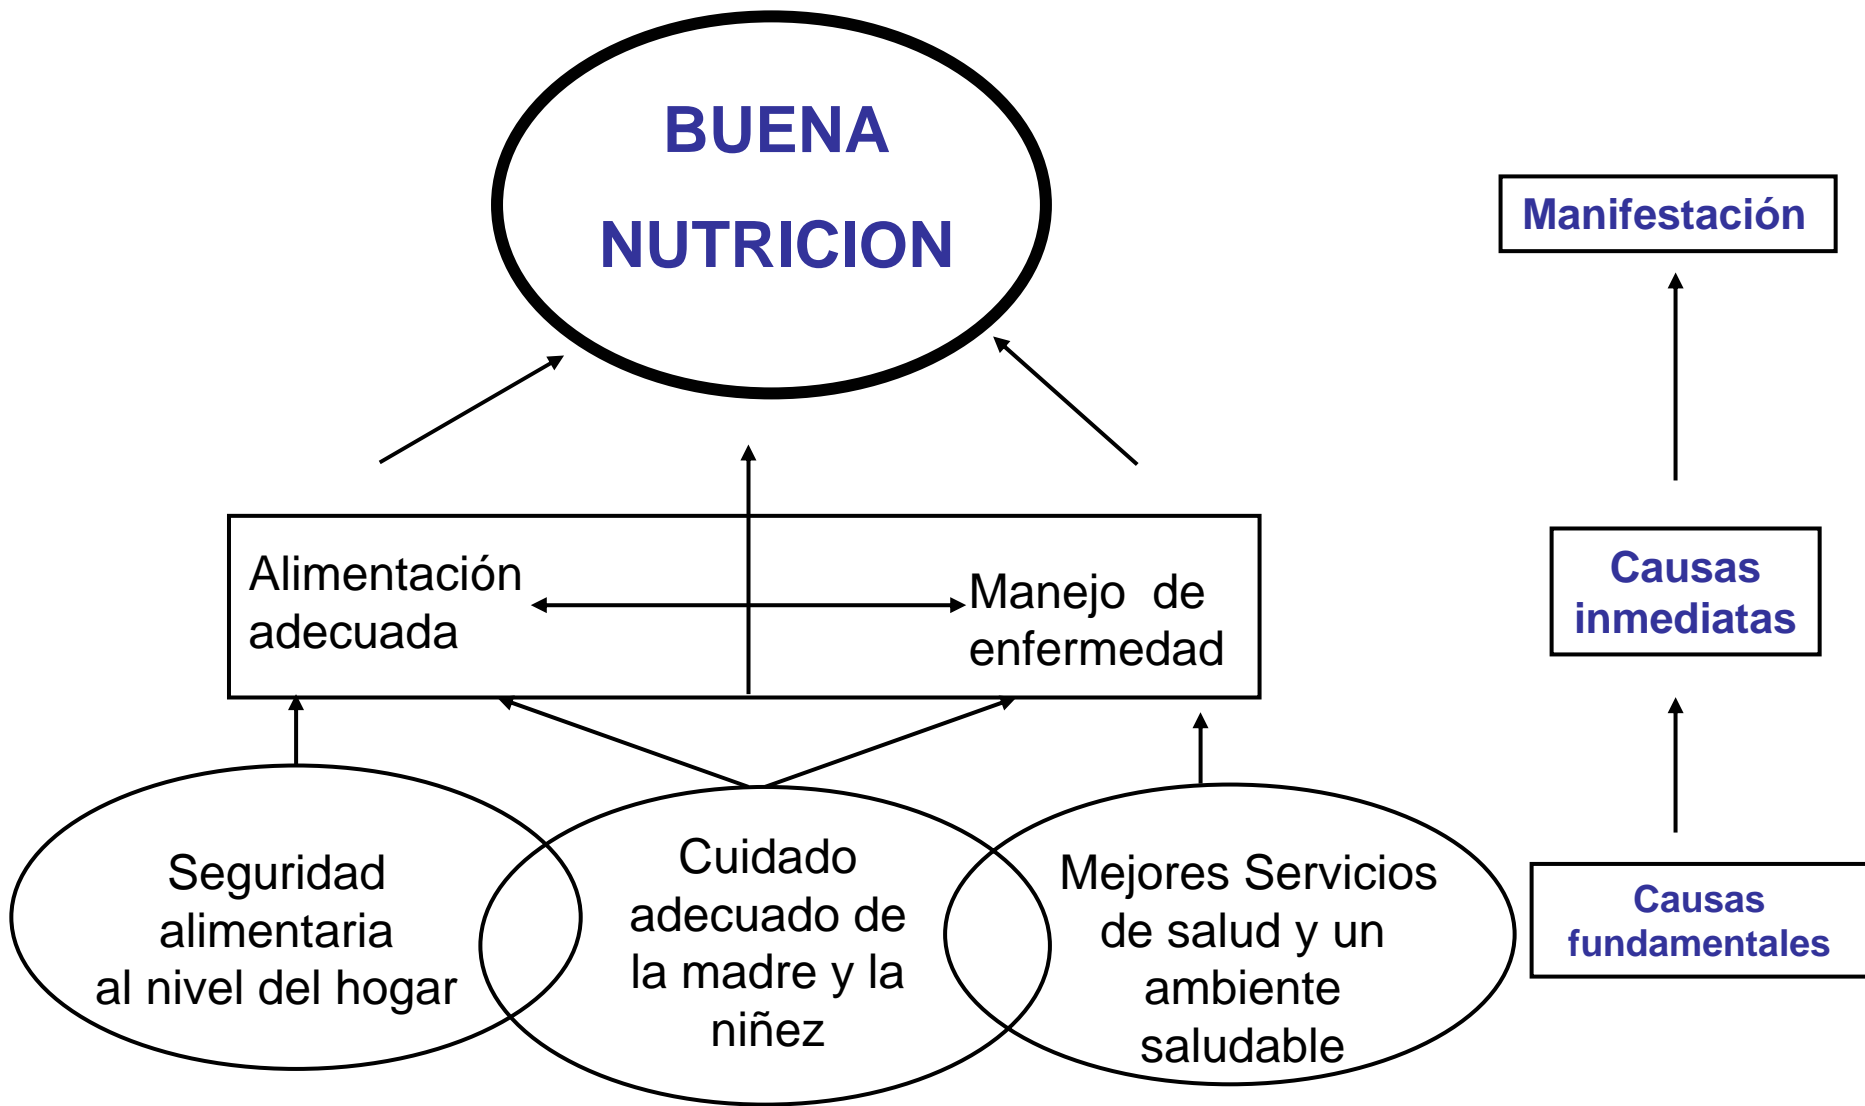 BUENA
NUTRICION
Manifestación
Alimentación
adecuada
Manejo de
enfermedad
Causas
inmediatas
Seguridad
alimentaria
al nivel del hogar
Cuidado
adecuado de
la madre y la
niñez
Mejores Servicios
de salud y un
ambiente
saludable
Causas
fundamentales